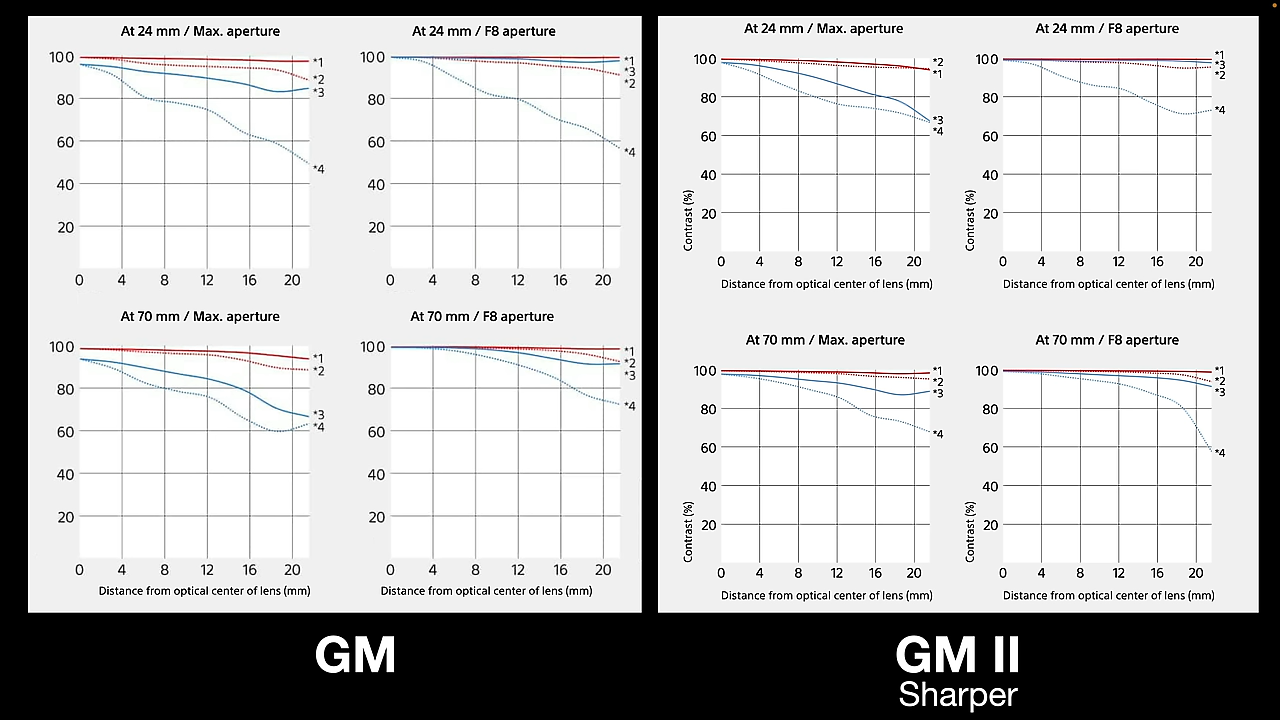 At 24 mm / Max. aperture
100
80
60
40
20
*1
*2
*3
*4
0 4 8 12 16 20
At 24 mm / F8 aperture
100
80
60
40
20
*1
*3
*2
*4
0 4 8 12 16 20
At 70 mm / Max. aperture
100
80
60
40
20
*1
*2
*3
*4
0 4 8 12 16 20
At 70 mm / F8 aperture
100
80
60
40
20
*1
*2
*3
*4
0 4 8 12 16 20
Distance from optical center of lens (mm)
Distance from optical center of lens (mm)
GM
At 24 mm / Max. aperture
100
80
60
40
20
Contrast (%)
*2
*1
*3
*4
0 4 8 12 16 20
Distance from optical center of lens (mm)
At 24 mm / F8 aperture
100
80
60
40
20
Contrast (%)
*1
*3
*2
*4
0 4 8 12 16 20
Distance from optical center of lens (mm)
At 70 mm / Max. aperture
100
80
60
40
20
Contrast (%)
*1
*2
*3
*4
0 4 8 12 16 20
Distance from optical center of lens (mm)
At 70 mm / F8 aperture
100
80
60
40
20
Contrast (%)
*1
*2
*3
*4
0 4 8 12 16 20
Distance from optical center of lens (mm)
GM II
Sharper